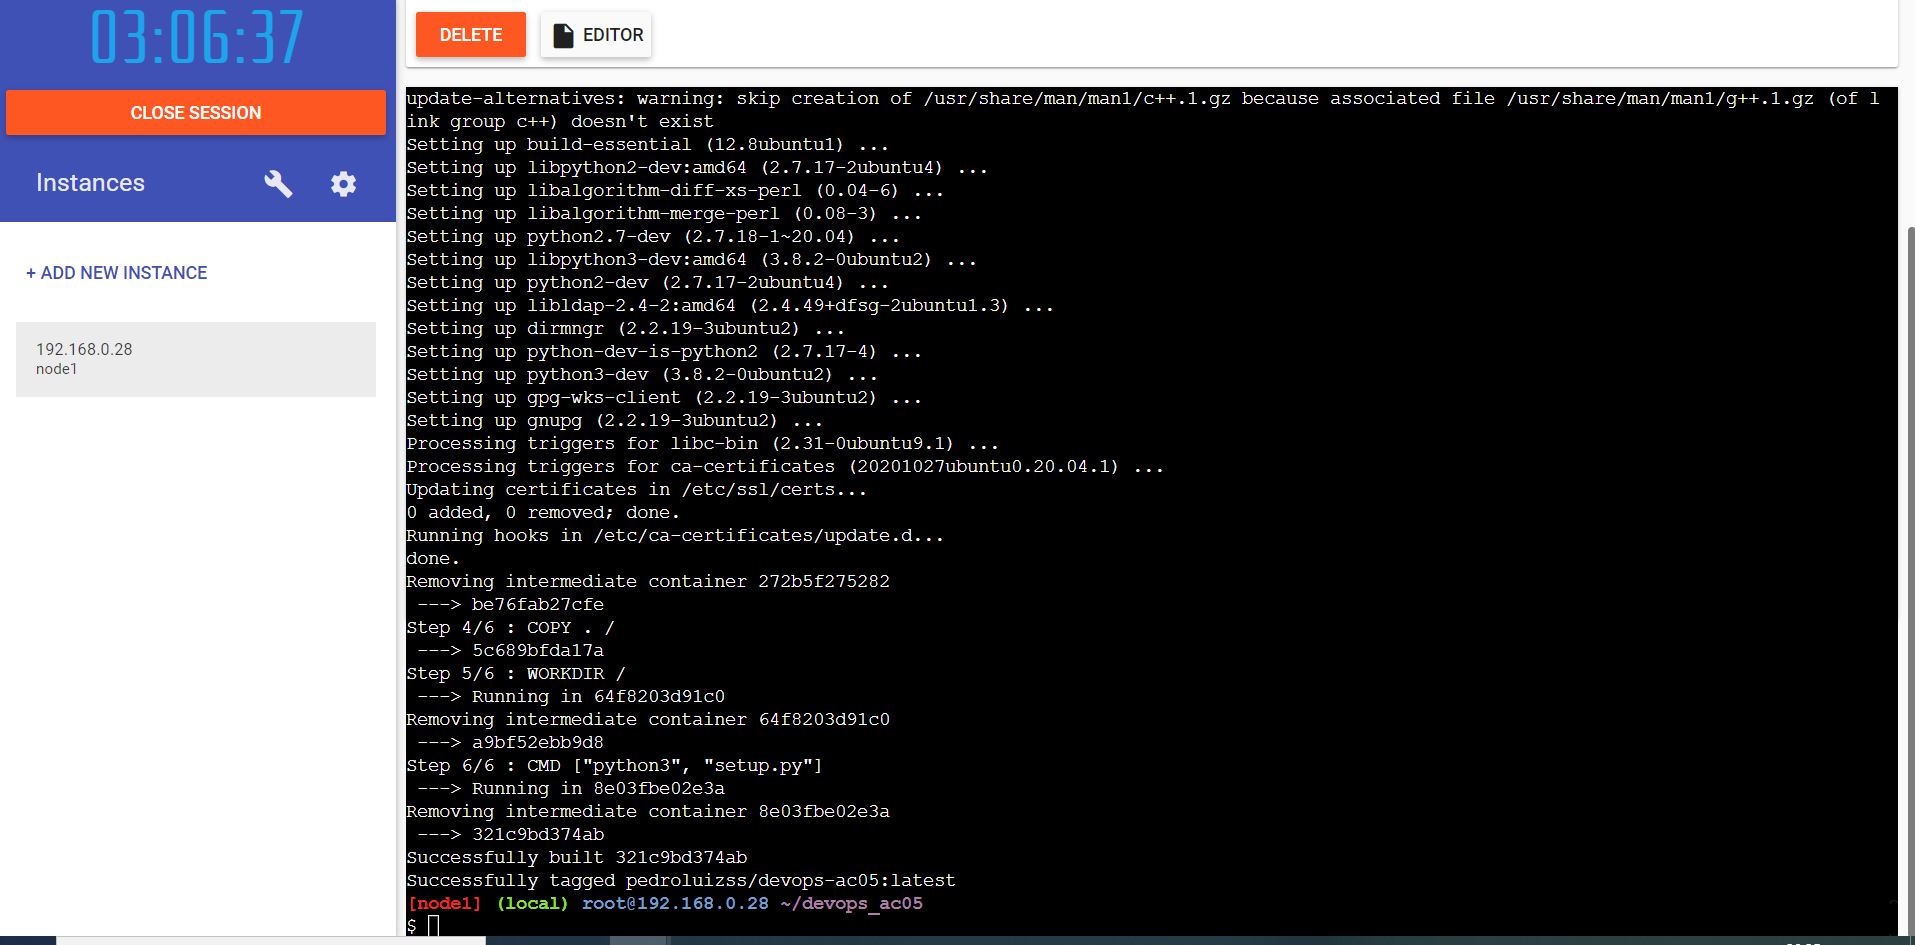 03:06:37
CLOSE SESSION
Instances
+ ADD NEW INSTANCE
192.168.0.28
node1
DELETE
EDITOR
update-alternatives: warning: skip creation of /usr/share/man/man1/c++.1.gz because associated file /usr/share/man/man1/g++.1.gz (of l
ink group c++) doesn't exist
Setting up build-essential (12.8ubuntu1) ...
Setting up libpython2-dev:amd64 (2.7.17-2ubuntu4) ...
Setting up libalgorithm-diff-xs-perl (0.04-6) ...
Setting up libalgorithm-merge-perl (0.08-3) ...
Setting up python2.7-dev (2.7.18-1~20.04) ...
Setting up libpython3-dev:amd64 (3.8.2-0ubuntu2) ...
Setting up python2-dev (2.7.17-2ubuntu4) ...
Setting up libldap-2.4-2:amd64 (2.4.49+dfsg-2ubuntu1.3) ...
Setting up dirmngr (2.2.19-3ubuntu2) ...
Setting up python-dev-is-python2 (2.7.17-4) ...
Setting up python3-dev (3.8.2-0ubuntu2) ...
Setting up gpg-wks-client (2.2.19-3ubuntu2) ...
Setting up gnupg (2.2.19-3ubuntu2) ...
Processing triggers for libc-bin (2.31-0ubuntu9.1) ...
Processing triggers for ca-certificates (20201027ubuntu0.20.04.1) ...
Updating certificates in /etc/ssl/certs...
0 added, 0 removed; done.
Running hooks in /etc/ca-certificates/update.d...
done.
Removing intermediate container 272b5f275282
---> be76fab27cfe
Step 4/6 : COPY . /
---> 5c689bfda17a
Step 5/6 : WORKDIR /
---> Running in 64f8203d91c0
Removing intermediate container 64f8203d91c0
---> a9bf52ebb9d8
Step 6/6 : CMD ["python3", "setup.py"]
---> Running in 8e03fbe02e3a
Removing intermediate container 8e03fbe02e3a
---> 321c9bd374ab
Successfully built 321c9bd374ab
Successfully tagged pedroluizss/devops-ac05:latest
[node1] (local) root@192.168.0.28 ~/devops_ac05
$